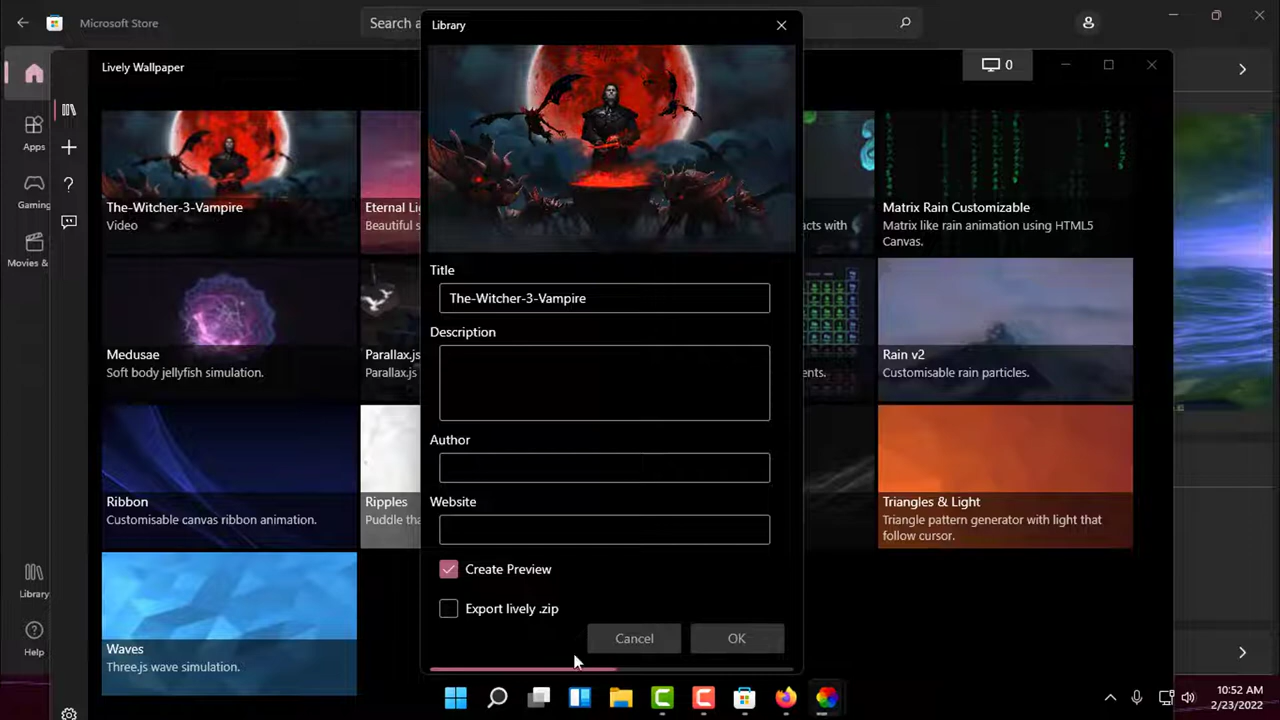 Microsoft Store
Search a
Library
Lively Wallpaper
0
The-Witcher-3-Vampire
Video
Eternal Li
Beautiful s
acts with
Matrix Rain Customizable
Matrix like rain animation using HTML5
Canvas.
Apps
Gaming
Movies &
Title
The-Witcher-3-Vampire
Description
Medusae
Soft body jellyfish simulation.
Parallax.js
Parallax.js
ents.
Rain v2
Customisable rain particles.
Author
Website
Ribbon
Customisable canvas ribbon animation.
Ripples
Puddle tha
Triangles & Light
Triangle pattern generator with light that
follow cursor.
Create Preview
Export lively .zip
Cancel
OK
Waves
Three.js wave simulation.
Library
Help
10:52 AM
2/23/2022